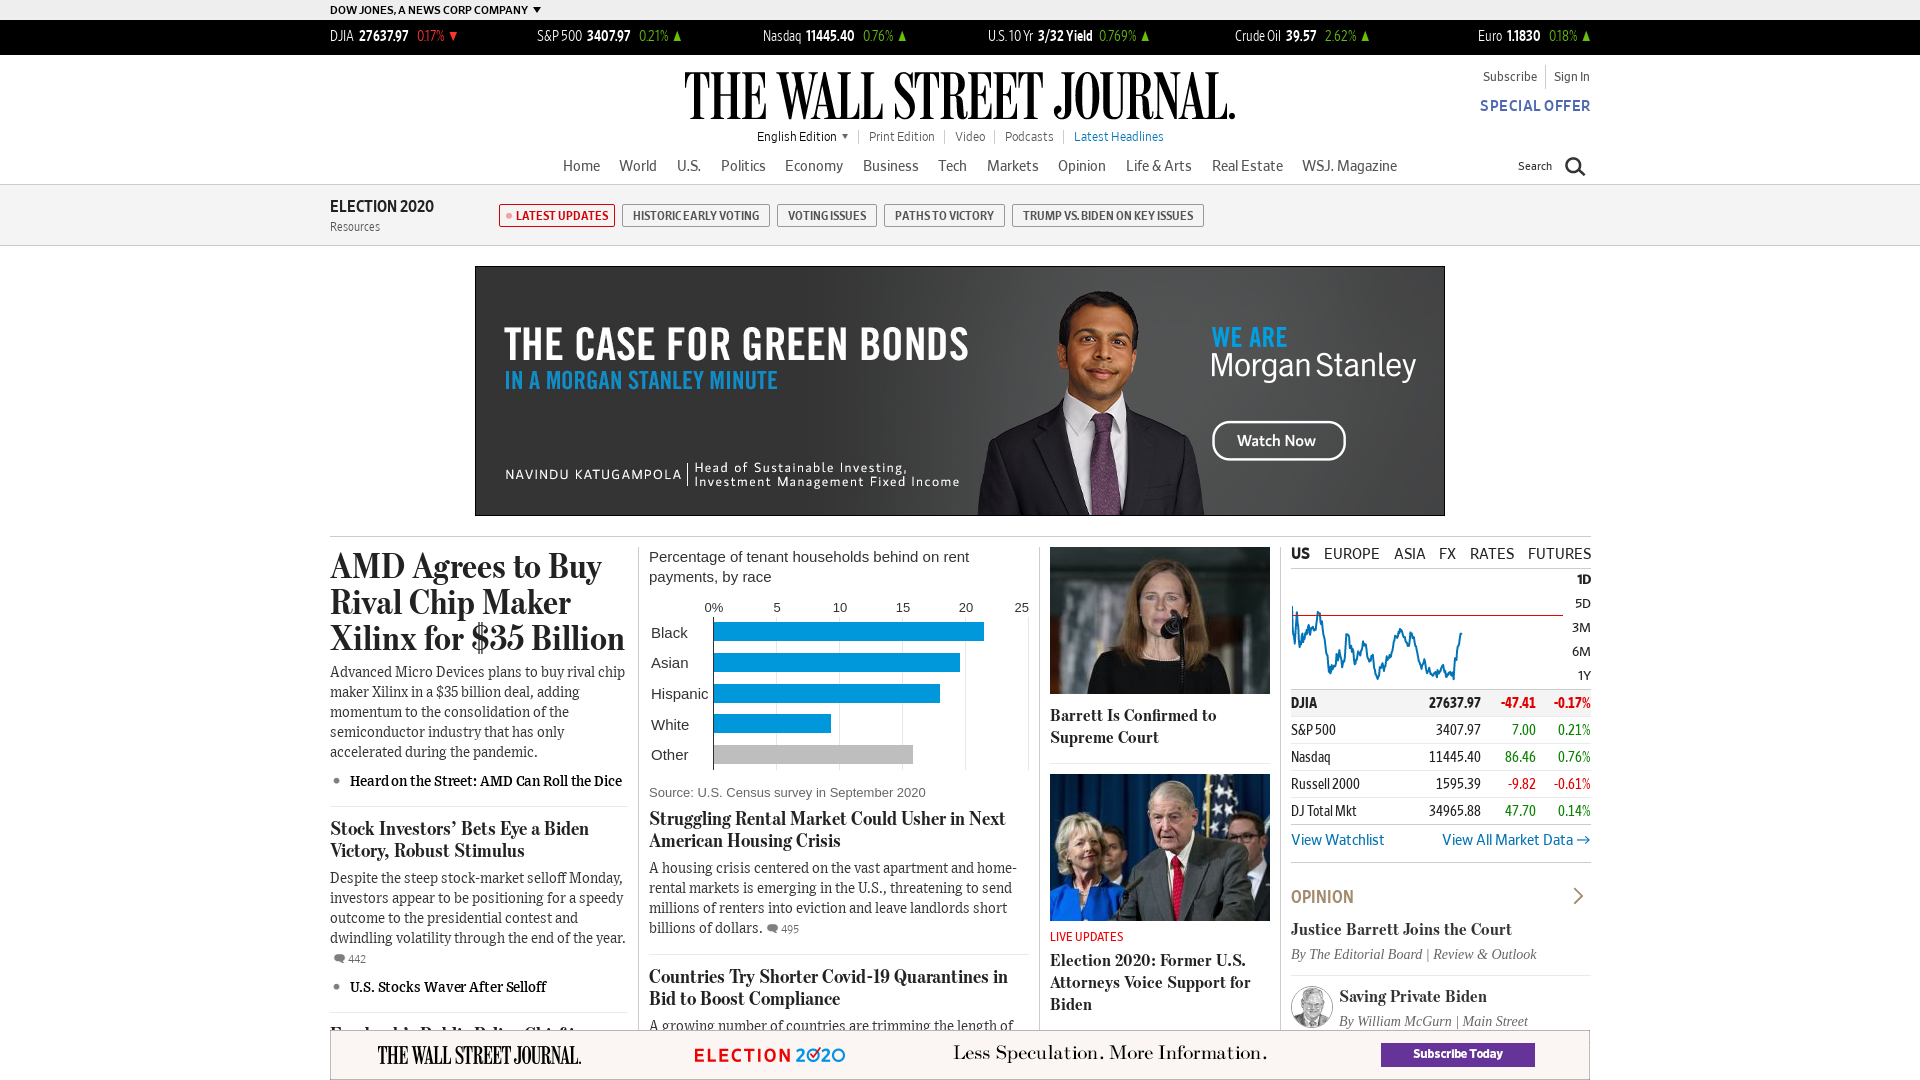 DOW JONES, A NEWS CORP COMPANY
DJIA 27637.97 0.17% S&P 500 3407.97 0.21% Nasdaq 11445.40 0.76% U.S. 10 Yr 3/32 Yield 0.769% Crude Oil 39.57 2.62% Euro 1.1830 0.18%
THE WALL STREET JOURNAL.
Subscribe Sign In
SPECIAL OFFER
English Edition Print Edition Video Podcasts Latest Headlines
Home World U.S. Politics Economy Business Tech Markets Opinion Life & Arts Real Estate WSJ. Magazine Search
ELECTION 2020
Resources
LATEST UPDATES HISTORIC EARLY VOTING VOTING ISSUES PATHS TO VICTORY TRUMP VS. BIDEN ON KEY ISSUES
THE CASE FOR GREEN BONDS
IN A MORGAN STANLEY MINUTE
NAVINDU KATUGAMPOLA
Head of Sustainable Investing,
Investment Management Fixed Income
WE ARE
Morgan Stanley
Watch Now
AMD Agrees to Buy
Rival Chip Maker
Xilinx for $35 Billion
Advanced Micro Devices plans to buy rival chip
maker Xilinx in a $35 billion deal, adding
momentum to the consolidation of the
semiconductor industry that has only
accelerated during the pandemic.
Heard on the Street: AMD Can Roll the Dice
Stock Investors’ Bets Eye a Biden
Victory, Robust Stimulus
Despite the steep stock-market selloff Monday,
investors appear to be positioning for a speedy
outcome to the presidential contest and
dwindling volatility through the end of the year.
442
U.S. Stocks Waver After Selloff
Percentage of tenant households behind on rent
payments, by race
0% 5 10 15 20 25
Black
Asian
Hispanic
White
Other
Source: U.S. Census survey in September 2020
Struggling Rental Market Could Usher in Next
American Housing Crisis
A housing crisis centered on the vast apartment and home-
rental markets is emerging in the U.S., threatening to send
millions of renters into eviction and leave landlords short
billions of dollars. 495
Countries Try Shorter Covid-19 Quarantines in
Bid to Boost Compliance
A growing number of countries are trimming the length of
Barrett Is Confirmed to
Supreme Court
LIVE UPDATES
Election 2020: Former U.S.
Attorneys Voice Support for
Biden
US EUROPE ASIA FX RATES FUTURES
1D
5D
3M
6M
1Y
DJIA 27637.97 -47.41 -0.17%
S&P 500 3407.97 7.00 0.21%
Nasdaq 11445.40 86.46 0.76%
Russell 2000 1595.39 -9.82 -0.61%
DJ Total Mkt 34965.88 47.70 0.14%
View Watchlist View All Market Data →
OPINION
Justice Barrett Joins the Court
By The Editorial Board | Review & Outlook
Saving Private Biden
By William McGurn | Main Street
THE WALL STREET JOURNAL. ELECTION 2020 Less Speculation. More Information. Subscribe Today